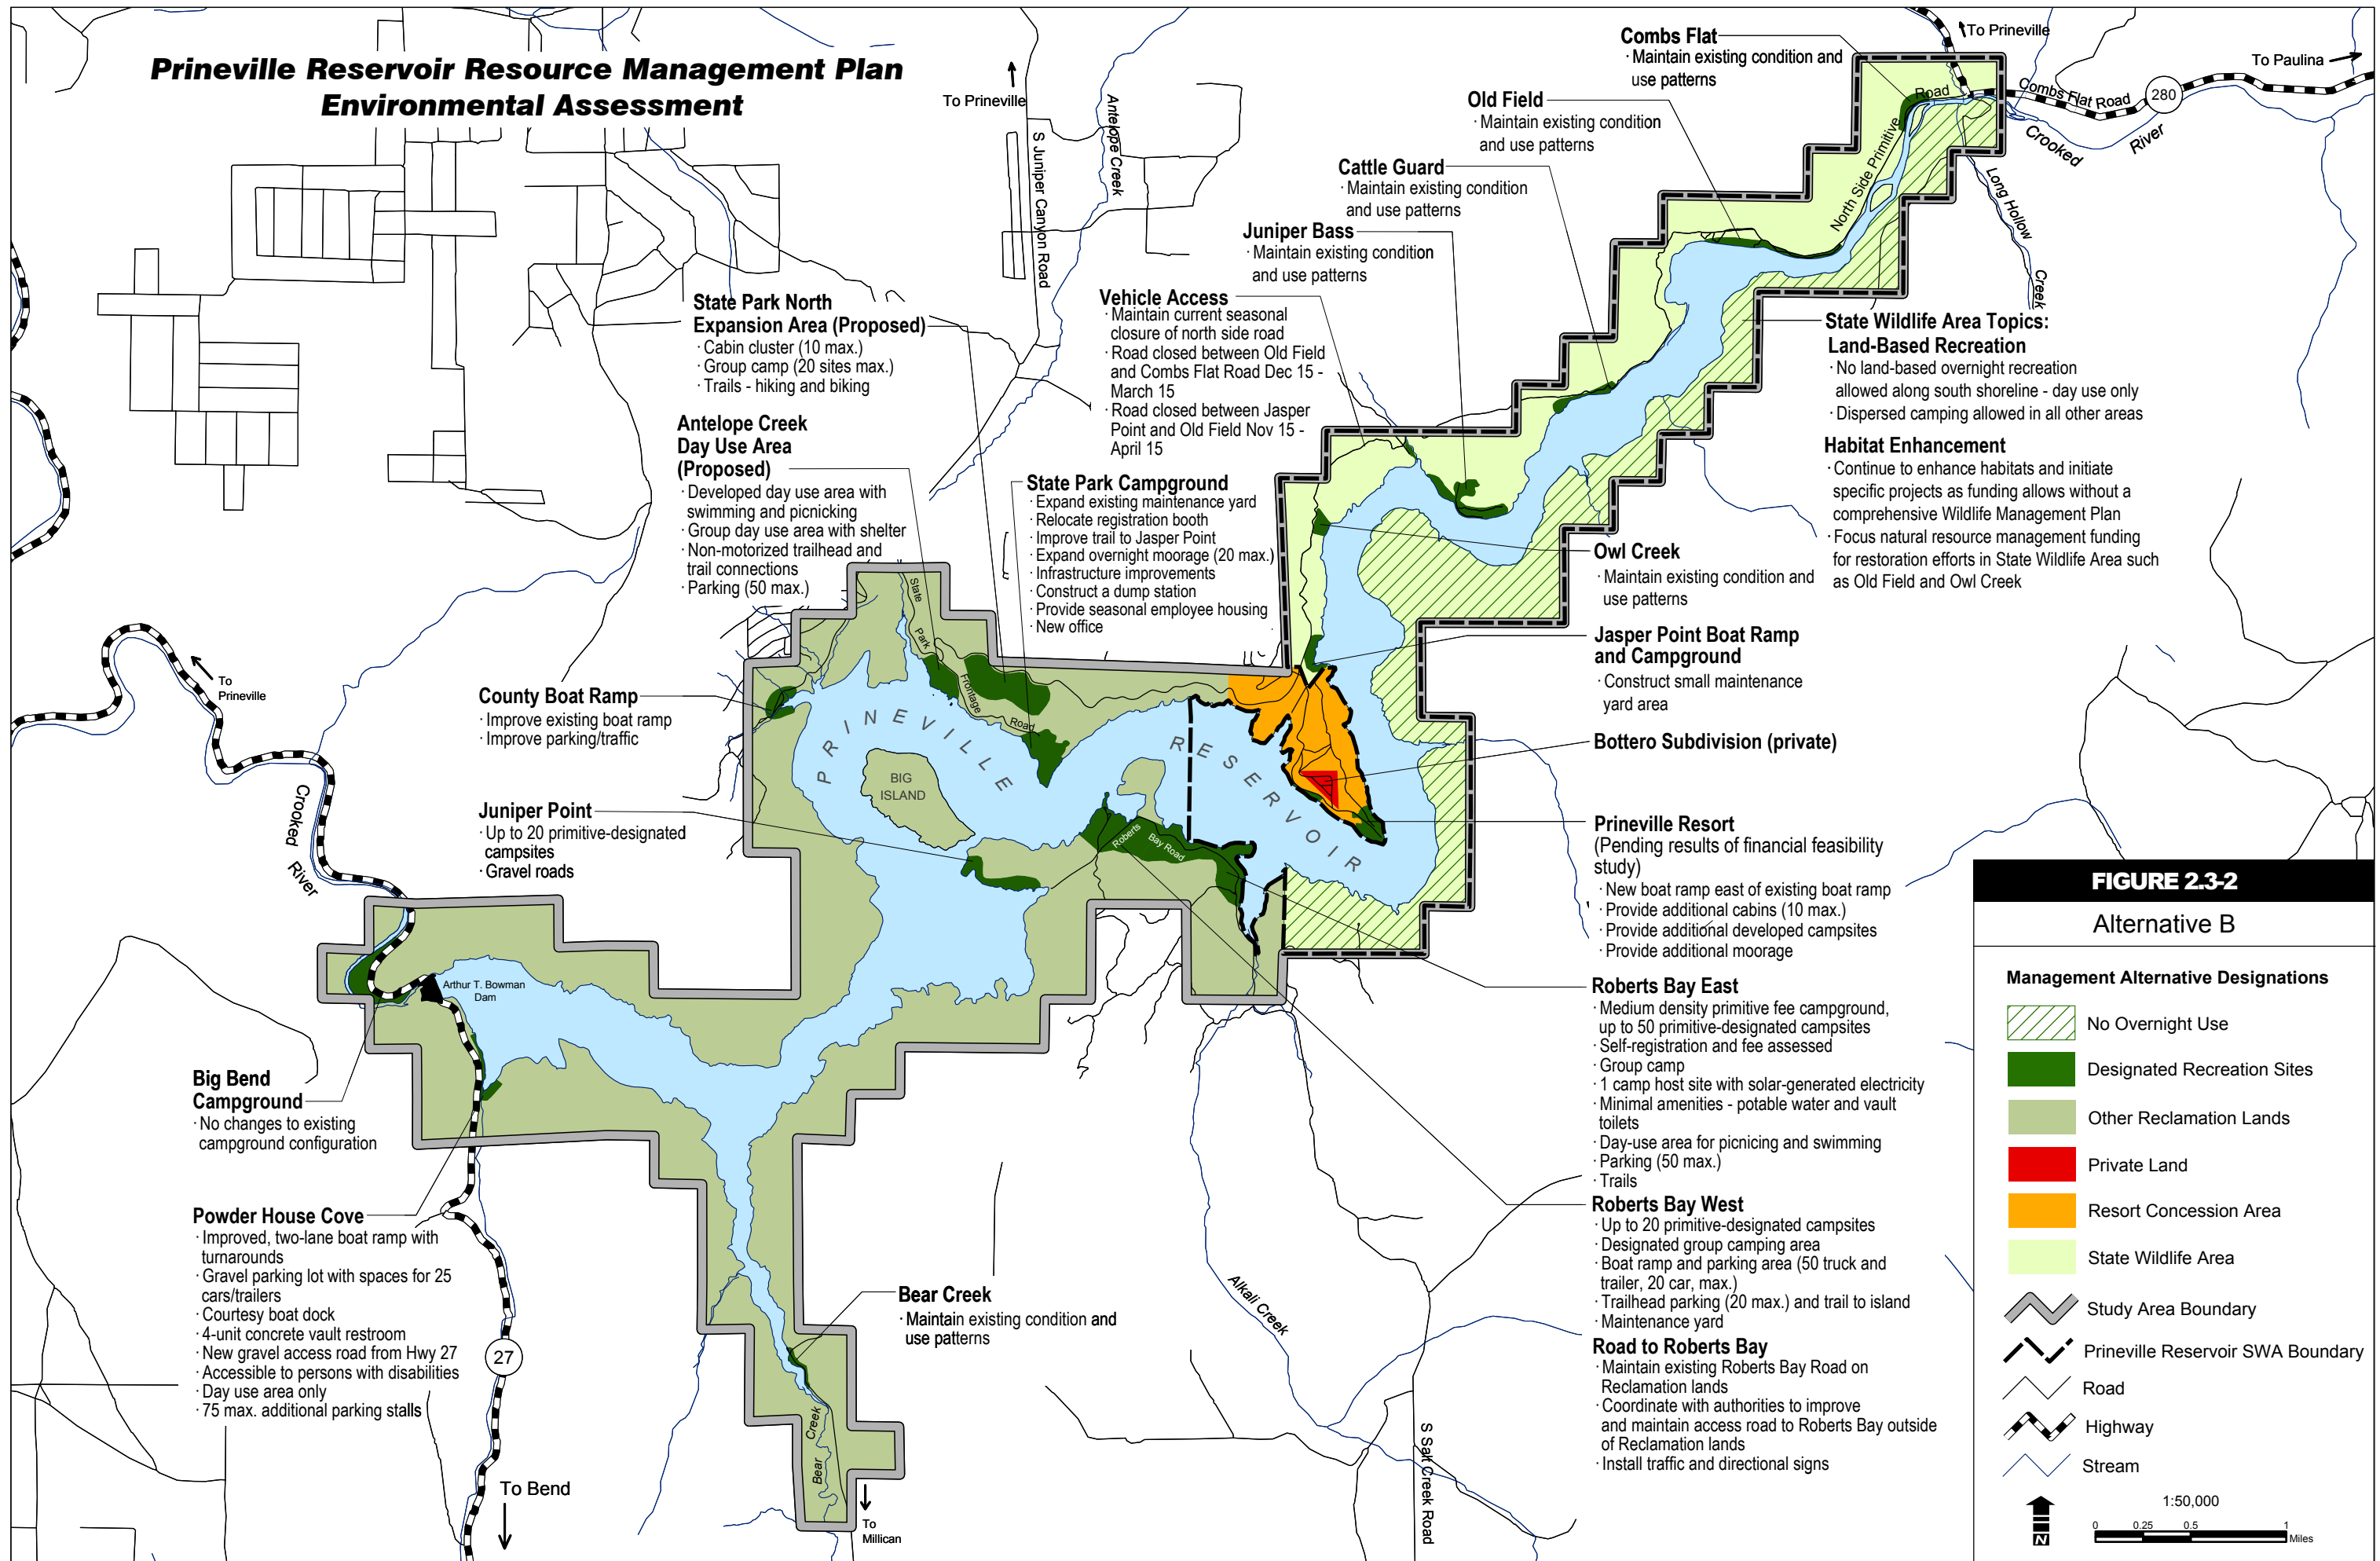 Prineville Reservoir Resource Management Plan
Environmental Assessment
To Prineville
S Juniper Canyon Road
Antelope Creek
Combs Flat
· Maintain existing condition and
use patterns
To Prineville
To Paulina
Combs Flat Road
280
Crooked
River
Road
North Side Primitive
Long Hollow
Creek
Old Field
· Maintain existing condition
and use patterns
Cattle Guard
· Maintain existing condition
and use patterns
Juniper Bass
· Maintain existing condition
and use patterns
Vehicle Access
· Maintain current seasonal
closure of north side road
· Road closed between Old Field
and Combs Flat Road Dec 15 -
March 15
· Road closed between Jasper
Point and Old Field Nov 15 -
April 15
State Park North
Expansion Area (Proposed)
· Cabin cluster (10 max.)
· Group camp (20 sites max.)
· Trails - hiking and biking
Antelope Creek
Day Use Area
(Proposed)
· Developed day use area with
swimming and picnicking
· Group day use area with shelter
· Non-motorized trailhead and
trail connections
· Parking (50 max.)
State Park Campground
· Expand existing maintenance yard
· Relocate registration booth
· Improve trail to Jasper Point
· Expand overnight moorage (20 max.)
· Infrastructure improvements
· Construct a dump station
· Provide seasonal employee housing
· New office
State Wildlife Area Topics:
Land-Based Recreation
· No land-based overnight recreation
allowed along south shoreline - day use only
· Dispersed camping allowed in all other areas
Habitat Enhancement
· Continue to enhance habitats and initiate
specific projects as funding allows without a
comprehensive Wildlife Management Plan
· Focus natural resource management funding
for restoration efforts in State Wildlife Area such
as Old Field and Owl Creek
Owl Creek
· Maintain existing condition and
use patterns
Jasper Point Boat Ramp
and Campground
· Construct small maintenance
yard area
Bottero Subdivision (private)
Prineville Resort
(Pending results of financial feasibility
study)
· New boat ramp east of existing boat ramp
· Provide additional cabins (10 max.)
· Provide additional developed campsites
· Provide additional moorage
Roberts Bay East
· Medium density primitive fee campground,
up to 50 primitive-designated campsites
· Self-registration and fee assessed
· Group camp
· 1 camp host site with solar-generated electricity
· Minimal amenities - potable water and vault
toilets
· Day-use area for picnicing and swimming
· Parking (50 max.)
· Trails
Roberts Bay West
· Up to 20 primitive-designated campsites
· Designated group camping area
· Boat ramp and parking area (50 truck and
trailer, 20 car, max.)
· Trailhead parking (20 max.) and trail to island
· Maintenance yard
Road to Roberts Bay
· Maintain existing Roberts Bay Road on
Reclamation lands
· Coordinate with authorities to improve
and maintain access road to Roberts Bay outside
of Reclamation lands
· Install traffic and directional signs
State
Park
Frontage
Road
PRINEVILLE
RESERVOIR
BIG
ISLAND
Roberts
Bay Road
County Boat Ramp
· Improve existing boat ramp
· Improve parking/traffic
Juniper Point
· Up to 20 primitive-designated
campsites
· Gravel roads
To
Prineville
Crooked
River
Arthur T. Bowman
Dam
Big Bend
Campground
· No changes to existing
campground configuration
Powder House Cove
· Improved, two-lane boat ramp with
turnarounds
· Gravel parking lot with spaces for 25
cars/trailers
· Courtesy boat dock
· 4-unit concrete vault restroom
· New gravel access road from Hwy 27
· Accessible to persons with disabilities
· Day use area only
· 75 max. additional parking stalls
27
To Bend
Bear Creek
· Maintain existing condition and
use patterns
Bear
Creek
To
Millican
Alkali Creek
S Salt Creek Road
FIGURE 2.3-2
Alternative B
Management Alternative Designations
No Overnight Use
Designated Recreation Sites
Other Reclamation Lands
Private Land
Resort Concession Area
State Wildlife Area
Study Area Boundary
Prineville Reservoir SWA Boundary
Road
Highway
Stream
N
1:50,000
0 0.25 0.5 1
Miles